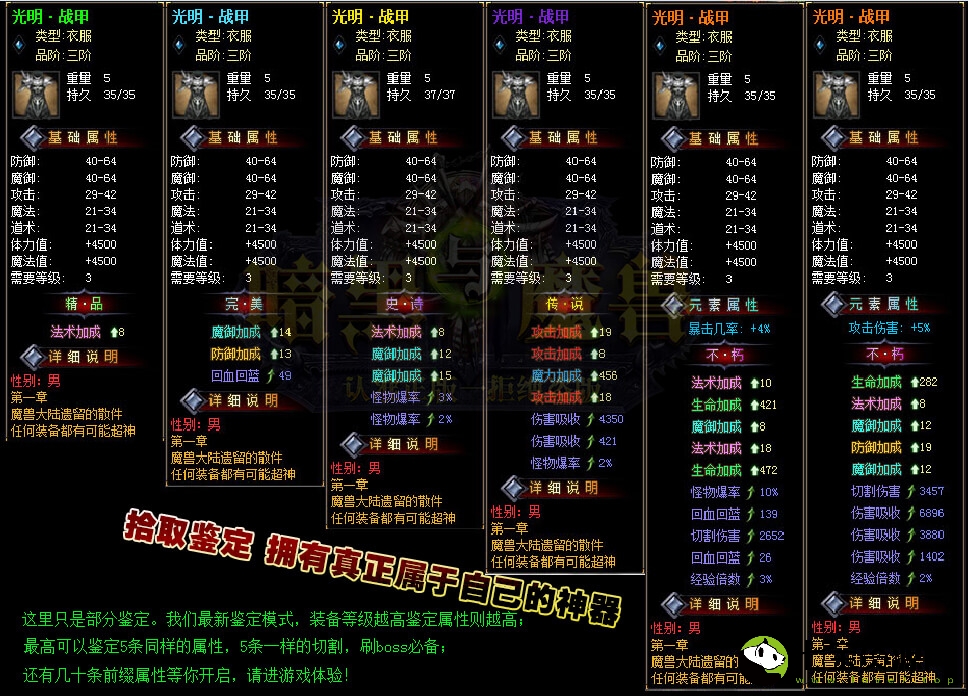 光明·战甲
类型:衣服
品阶:三阶
重量 5
持久 35/35
基础属性
防御: 40-64
魔御: 40-64
攻击: 29-42
魔法: 21-34
道术: 21-34
体力值: +4500
魔法值: +4500
需要等级: 3
精·品
法术加成 8
详细说明
性别: 男
第一章
魔兽大陆遗留的散件
任何装备都有可能超神
光明·战甲
类型:衣服
品阶:三阶
重量 5
持久 35/35
基础属性
防御: 40-64
魔御: 40-64
攻击: 29-42
魔法: 21-34
道术: 21-34
体力值: +4500
魔法值: +4500
需要等级: 3
完·美
魔御加成 14
防御加成 13
回血回蓝 49
详细说明
性别: 男
第一章
魔兽大陆遗留的散件
任何装备都有可能超神
光明·战甲
类型:衣服
品阶:三阶
重量 5
持久 37/37
基础属性
防御: 40-64
魔御: 40-64
攻击: 29-42
魔法: 21-34
道术: 21-34
体力值: +4500
魔法值: +4500
需要等级: 3
史·诗
法术加成 8
魔御加成 12
魔御加成 15
怪物爆率 3%
怪物爆率 2%
详细说明
性别: 男
第一章
魔兽大陆遗留的散件
任何装备都有可能超神
光明·战甲
类型:衣服
品阶:三阶
重量 5
持久 35/35
基础属性
防御: 40-64
魔御: 40-64
攻击: 29-42
魔法: 21-34
道术: 21-34
体力值: +4500
魔法值: +4500
需要等级: 3
传·说
攻击加成 19
攻击加成 8
魔力加成 456
攻击加成 18
伤害吸收 4350
伤害吸收 421
怪物爆率 2%
详细说明
性别: 男
第一章
魔兽大陆遗留的散件
任何装备都有可能超神
光明·战甲
类型:衣服
品阶:三阶
重量 5
持久 35/35
基础属性
防御: 40-64
魔御: 40-64
攻击: 29-42
魔法: 21-34
道术: 21-34
体力值: +4500
魔法值: +4500
需要等级: 3
元素属性
暴击几率: +4%
不·朽
法术加成 10
生命加成 421
魔御加成 8
法术加成 18
生命加成 472
怪物爆率 10%
回血回蓝 139
切割伤害 2652
回血回蓝 26
经验倍数 3%
详细说明
性别: 男
第一章
魔兽大陆遗留的
任何装备都有可能
光明·战甲
类型:衣服
品阶:三阶
重量 5
持久 35/35
基础属性
防御: 40-64
魔御: 40-64
攻击: 29-42
魔法: 21-34
道术: 21-34
体力值: +4500
魔法值: +4500
需要等级: 3
元素属性
攻击伤害: +5%
不·朽
生命加成 282
法术加成 8
魔御加成 12
防御加成 19
魔御加成 12
切割伤害 3457
伤害吸收 6896
伤害吸收 3880
伤害吸收 1402
经验倍数 2%
详细说明
性别: 男
第一章
魔兽大陆遗留的散件
任何装备都有可能超神
拾取鉴定 拥有真正属于自己的神器
这里只是部分鉴定。我们最新鉴定模式，装备等级越高鉴定属性则越高；
最高可以鉴定5条同样的属性，5条一样的切割，刷boss必备；
还有几十条前缀属性等你开启，请进游戏体验！